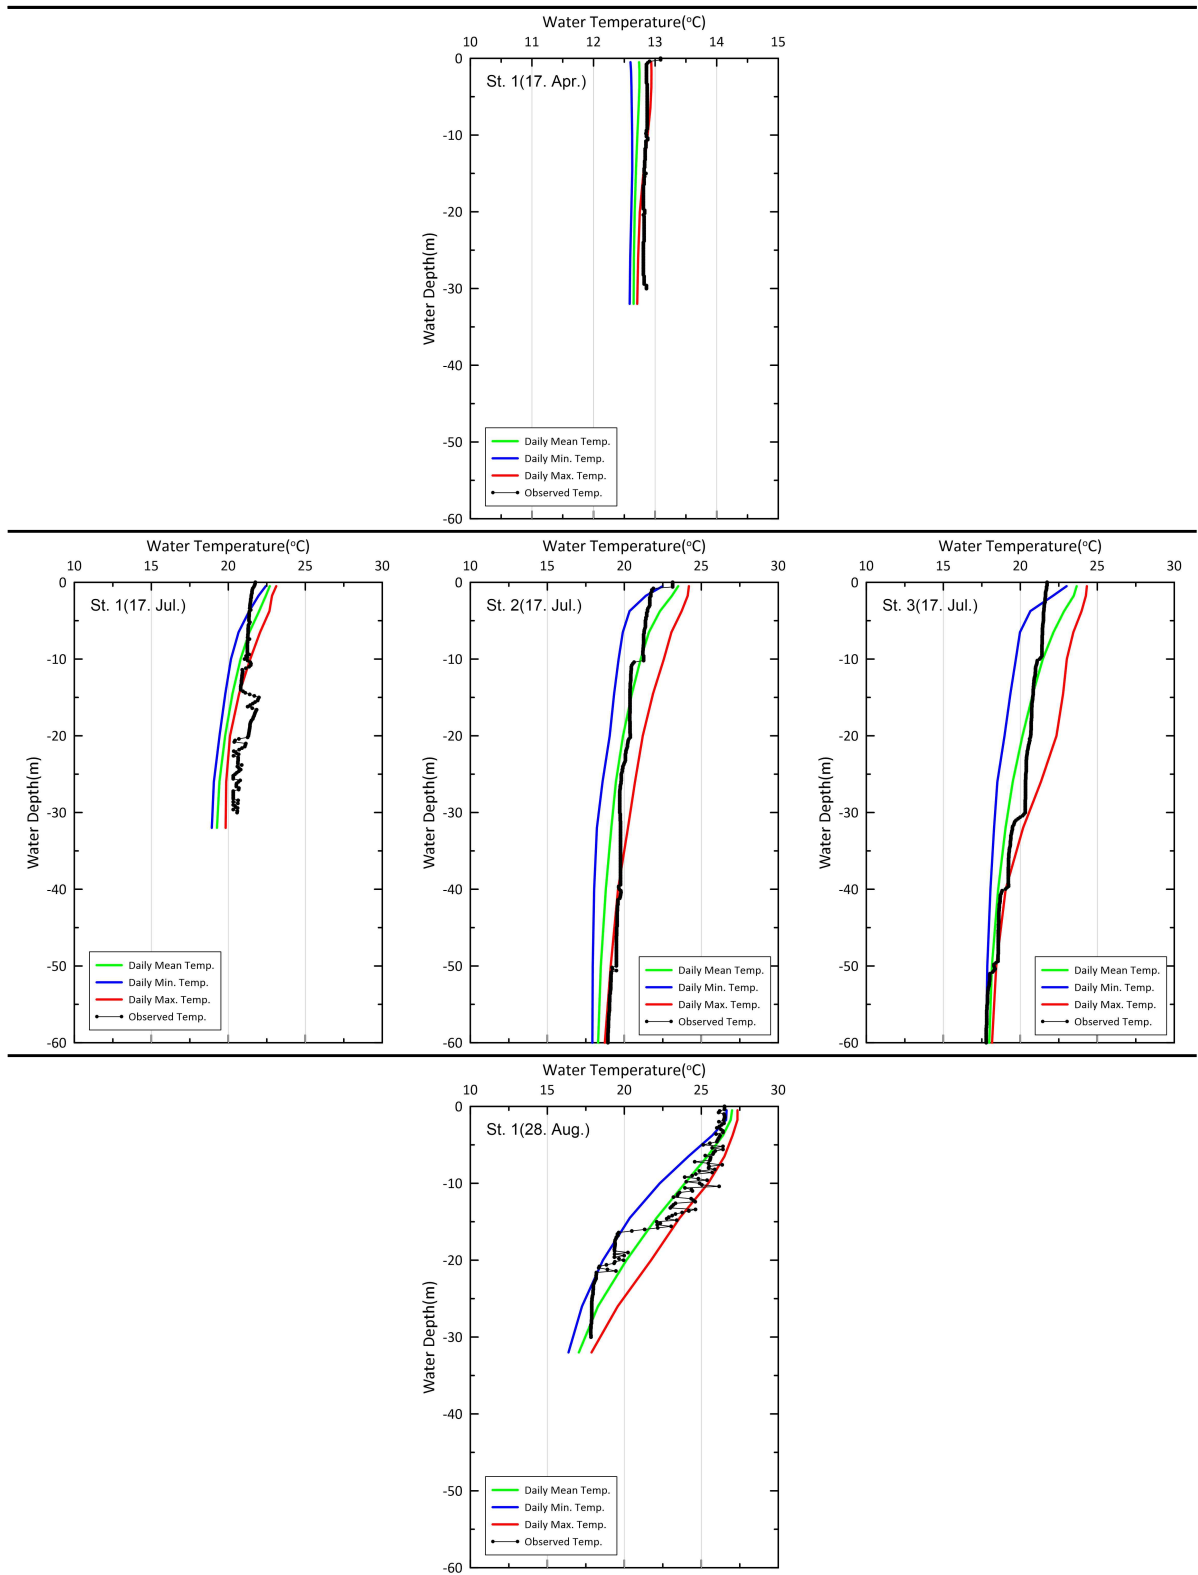 Water Temperature(°C)
10 11 12 13 14 15
0
St. 1(17. Apr.)
-10
-20
-30
-40
-50
-60
Water Depth(m)
Daily Mean Temp.
Daily Min. Temp.
Daily Max. Temp.
Observed Temp.
Water Temperature(°C)
10 15 20 25 30
0
St. 1(17. Jul.)
-10
-20
-30
-40
-50
-60
Water Depth(m)
Daily Mean Temp.
Daily Min. Temp.
Daily Max. Temp.
Observed Temp.
Water Temperature(°C)
10 15 20 25 30
0
St. 2(17. Jul.)
-10
-20
-30
-40
-50
-60
Water Depth(m)
Daily Mean Temp.
Daily Min. Temp.
Daily Max. Temp.
Observed Temp.
Water Temperature(°C)
10 15 20 25 30
0
St. 3(17. Jul.)
-10
-20
-30
-40
-50
-60
Water Depth(m)
Daily Mean Temp.
Daily Min. Temp.
Daily Max. Temp.
Observed Temp.
Water Temperature(°C)
10 15 20 25 30
0
St. 1(28. Aug.)
-10
-20
-30
-40
-50
-60
Water Depth(m)
Daily Mean Temp.
Daily Min. Temp.
Daily Max. Temp.
Observed Temp.